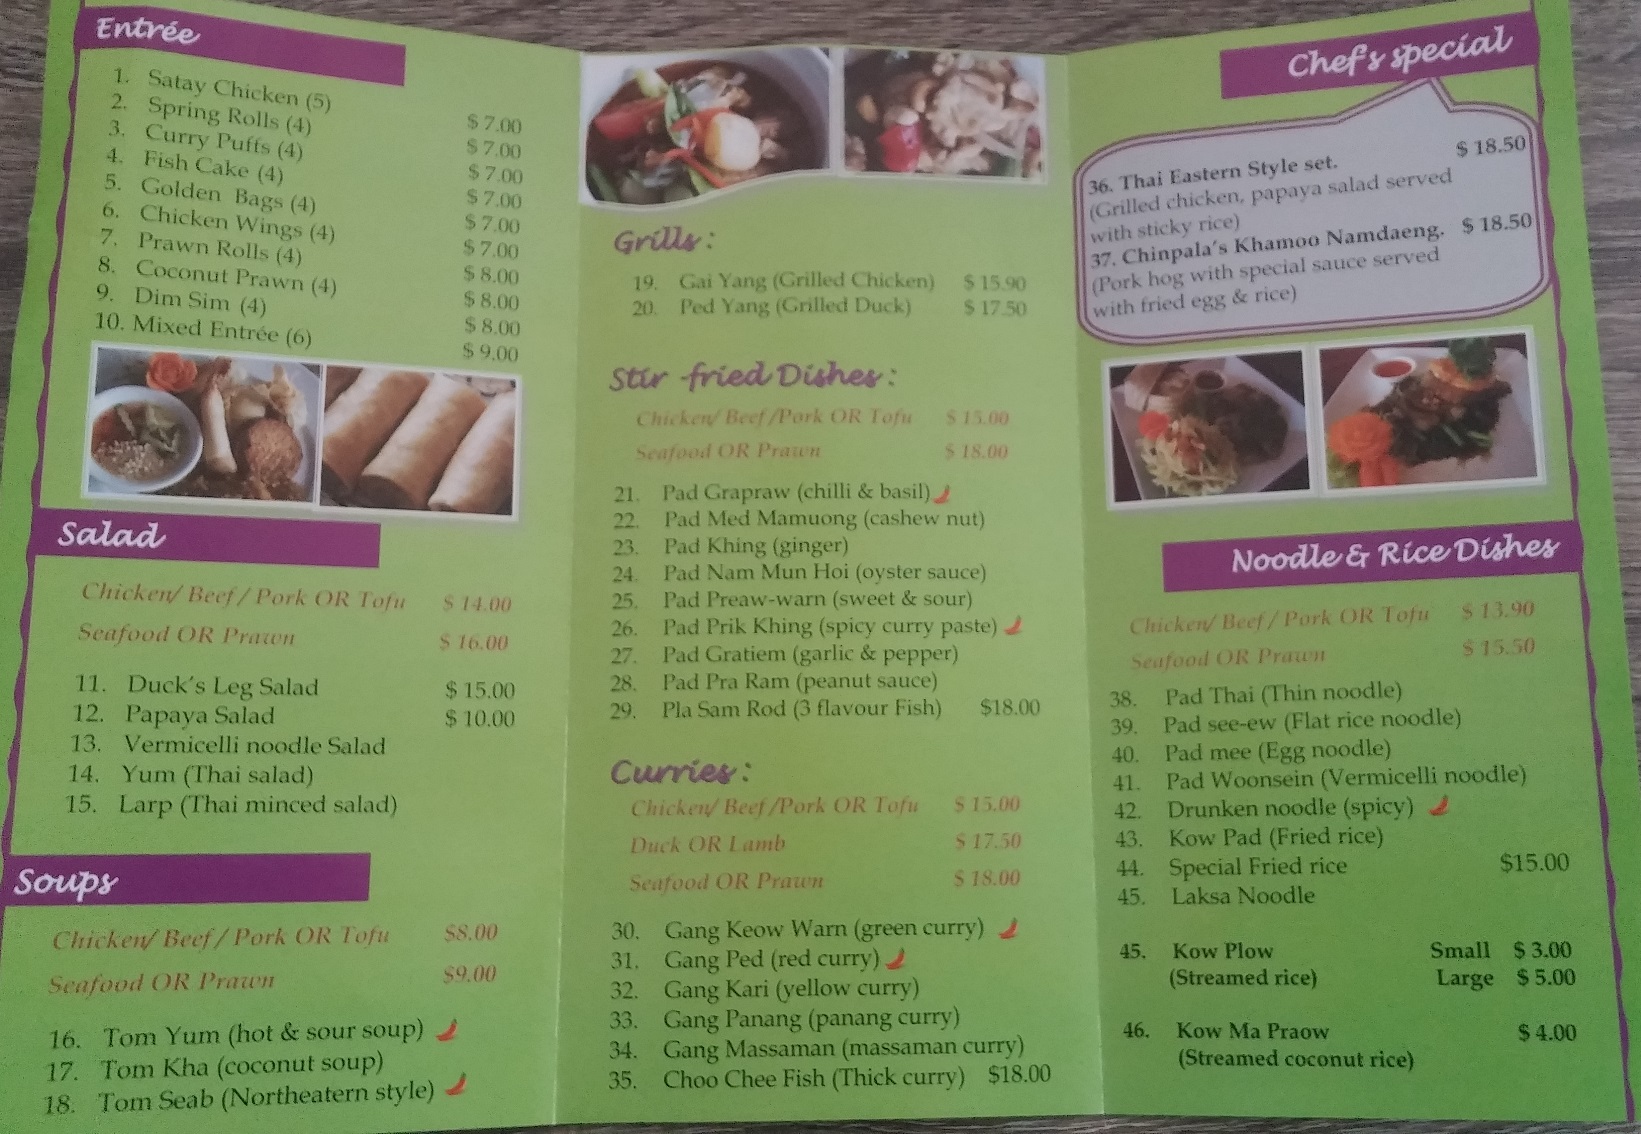 Entrée
1. Satay Chicken (5) $ 7.00
2. Spring Rolls (4) $ 7.00
3. Curry Puffs (4) $ 7.00
4. Fish Cake (4) $ 7.00
5. Golden Bags (4) $ 7.00
6. Chicken Wings (4) $ 7.00
7. Prawn Rolls (4) $ 8.00
8. Coconut Prawn (4) $ 8.00
9. Dim Sim (4) $ 8.00
10. Mixed Entrée (6) $ 9.00
Salad
Chicken/ Beef / Pork OR Tofu $ 14.00
Seafood OR Prawn $ 16.00
11. Duck's Leg Salad $ 15.00
12. Papaya Salad $ 10.00
13. Vermicelli noodle Salad
14. Yum (Thai salad)
15. Larp (Thai minced salad)
Soups
Chicken/ Beef / Pork OR Tofu $8.00
Seafood OR Prawn $9.00
16. Tom Yum (hot & sour soup)
17. Tom Kha (coconut soup)
18. Tom Seab (Northeatern style)
Grills :
19. Gai Yang (Grilled Chicken) $ 15.90
20. Ped Yang (Grilled Duck) $ 17.50
Stir-fried Dishes :
Chicken/ Beef /Pork OR Tofu $ 15.00
Seafood OR Prawn $ 18.00
21. Pad Grapraw (chilli & basil)
22. Pad Med Mamuong (cashew nut)
23. Pad Khing (ginger)
24. Pad Nam Mun Hoi (oyster sauce)
25. Pad Preaw-warn (sweet & sour)
26. Pad Prik Khing (spicy curry paste)
27. Pad Gratiem (garlic & pepper)
28. Pad Pra Ram (peanut sauce)
29. Pla Sam Rod (3 flavour Fish) $18.00
Curries :
Chicken/ Beef /Pork OR Tofu $ 15.00
Duck OR Lamb $ 17.50
Seafood OR Prawn $ 18.00
30. Gang Keow Warn (green curry)
31. Gang Ped (red curry)
32. Gang Kari (yellow curry)
33. Gang Panang (panang curry)
34. Gang Massaman (massaman curry)
35. Choo Chee Fish (Thick curry) $18.00
Chef's special
36. Thai Eastern Style set. $ 18.50
(Grilled chicken, papaya salad served
with sticky rice)
37. Chinpala's Khamoo Namdaeng. $ 18.50
(Pork hog with special sauce served
with fried egg & rice)
Noodle & Rice Dishes
Chicken/ Beef / Pork OR Tofu $ 13.90
Seafood OR Prawn $ 15.50
38. Pad Thai (Thin noodle)
39. Pad see-ew (Flat rice noodle)
40. Pad mee (Egg noodle)
41. Pad Woonsein (Vermicelli noodle)
42. Drunken noodle (spicy)
43. Kow Pad (Fried rice)
44. Special Fried rice $15.00
45. Laksa Noodle
45. Kow Plow Small $ 3.00
(Streamed rice) Large $ 5.00
46. Kow Ma Praow $ 4.00
(Streamed coconut rice)